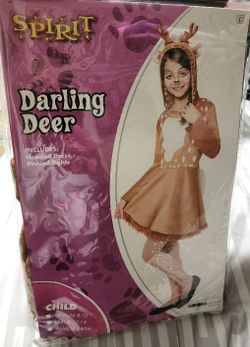 SPIRIT
Darling
Deer
INCLUDES:
Hooded Dress
Printed Tights
CHILD